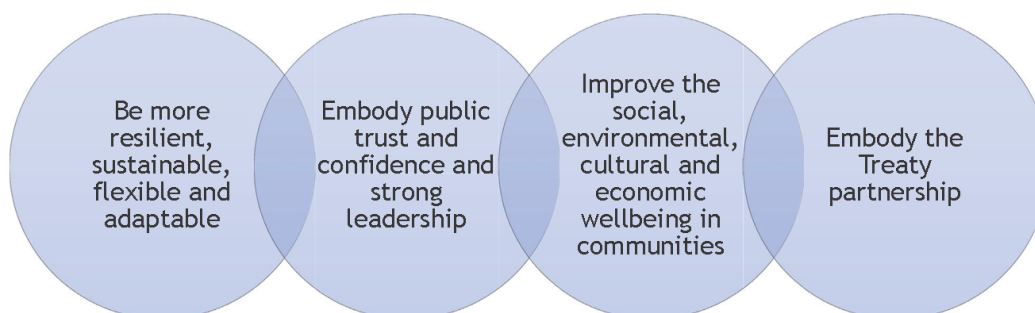 Be more
resilient,
sustainable,
flexible and
adaptable
Embody public
trust and
confidence and
strong
leadership
Improve the
social,
environmental,
cultural and
economic
wellbeing in
communities
Embody the
Treaty
partnership